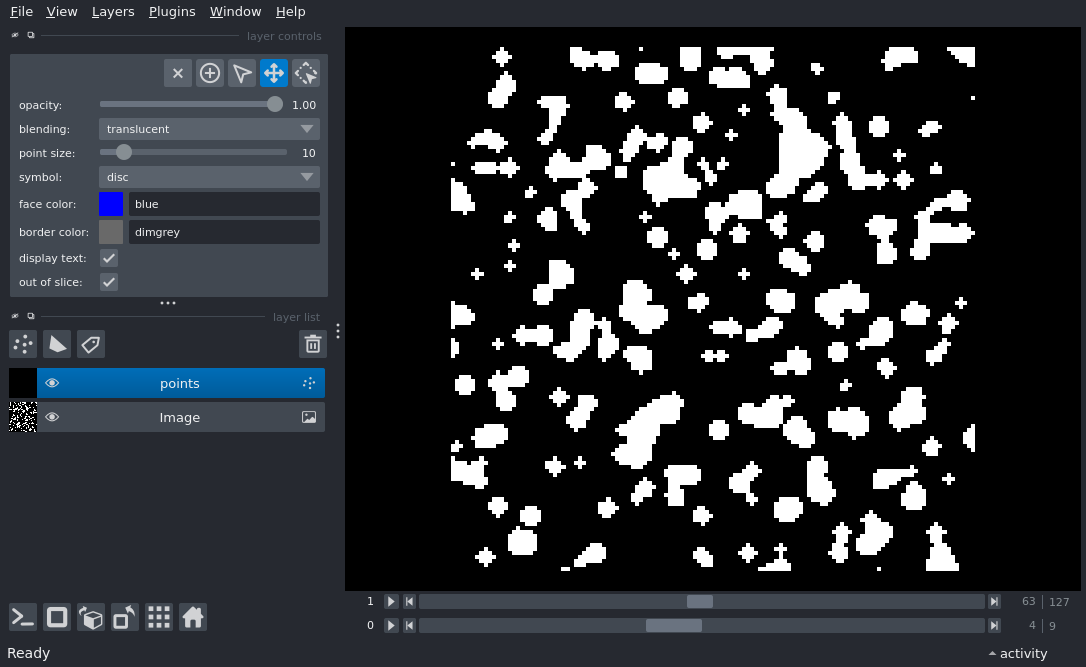 File View Layers Plugins Window Help
layer controls
opacity: 1.00
blending: translucent
point size: 10
symbol: disc
face color: blue
border color: dimgrey
display text:
out of slice:
layer list
points
Image
1 63 127
0 4 9
Ready activity